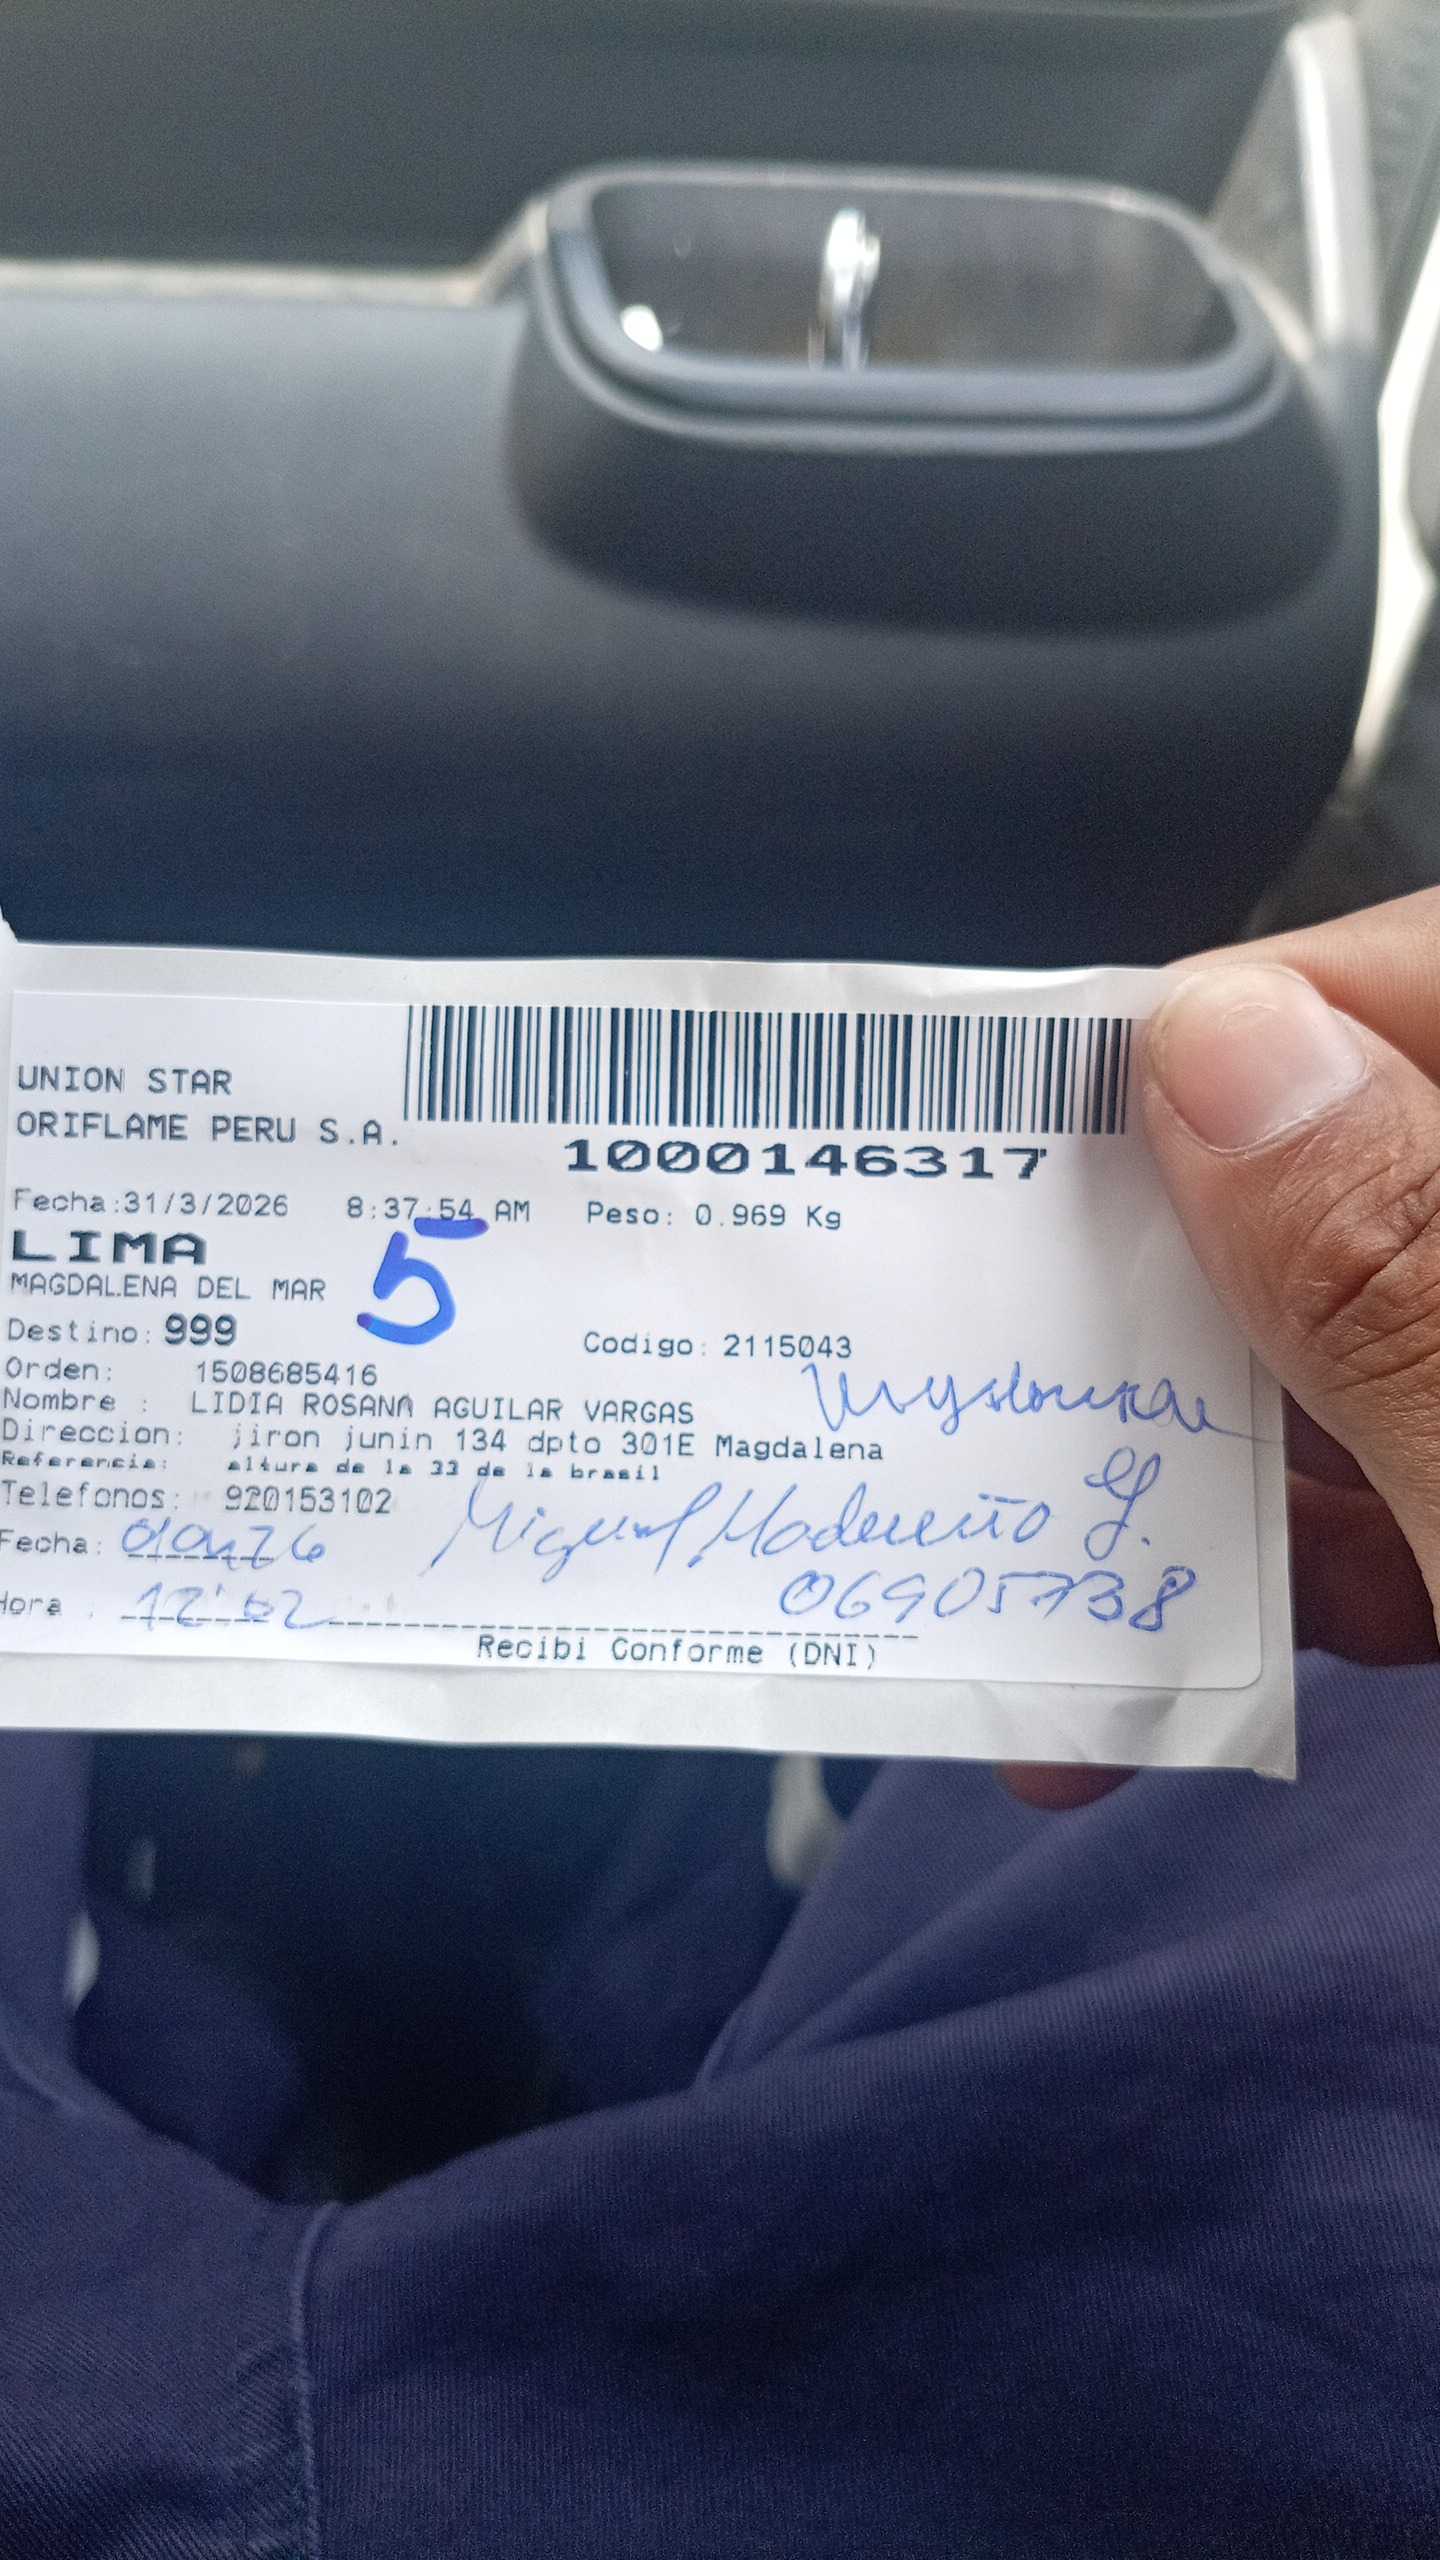 UNION STAR
ORIFLAME PERU S.A.
1000146317
Fecha:31/3/2026 8:37:54 AM Peso: 0.969 Kg
LIMA
5
MAGDALENA DEL MAR
Destino: 999
Codigo: 2115043
Orden: 1508685416
Nombre : LIDIA ROSANA AGUILAR VARGAS
Direccion: jiron junin 134 dpto 301E Magdalena
Referencia: altura de la 33 de la brasil
Telefonos: 920153102
Miguel
Fecha:
06905738
Hora : 12:02
Recibi Conforme (DNI)